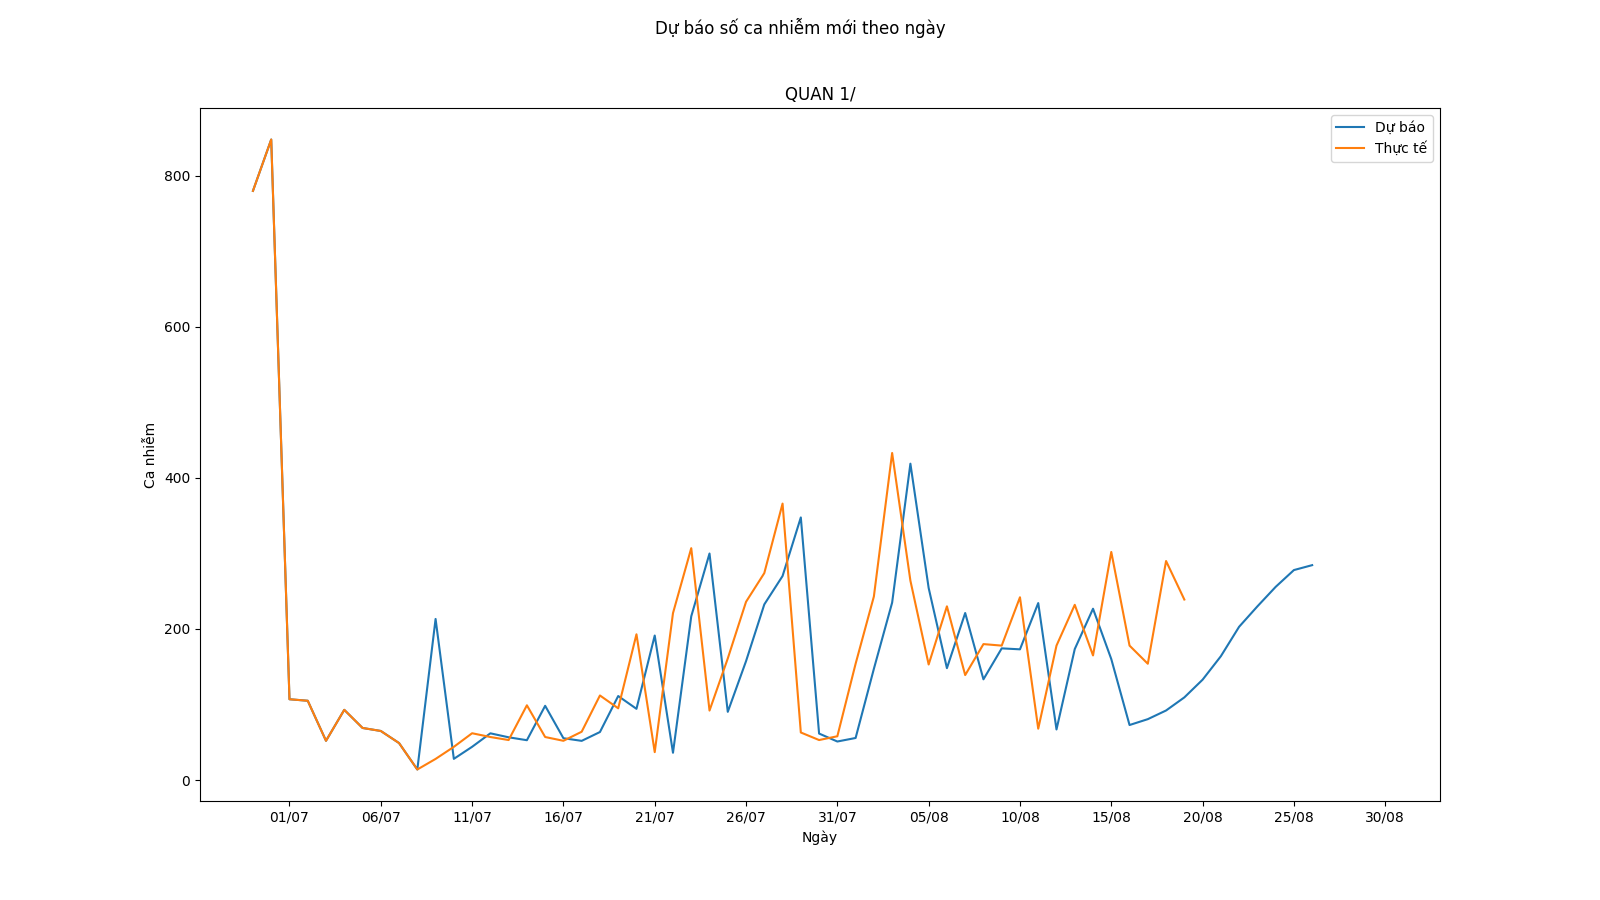 Dự báo số ca nhiễm mới theo ngày
QUAN 1/
Dự báo
Thực tế
800
600
400
200
0
Ca nhiễm
01/07 06/07 11/07 16/07 21/07 26/07 31/07 05/08 10/08 15/08 20/08 25/08 30/08
Ngày